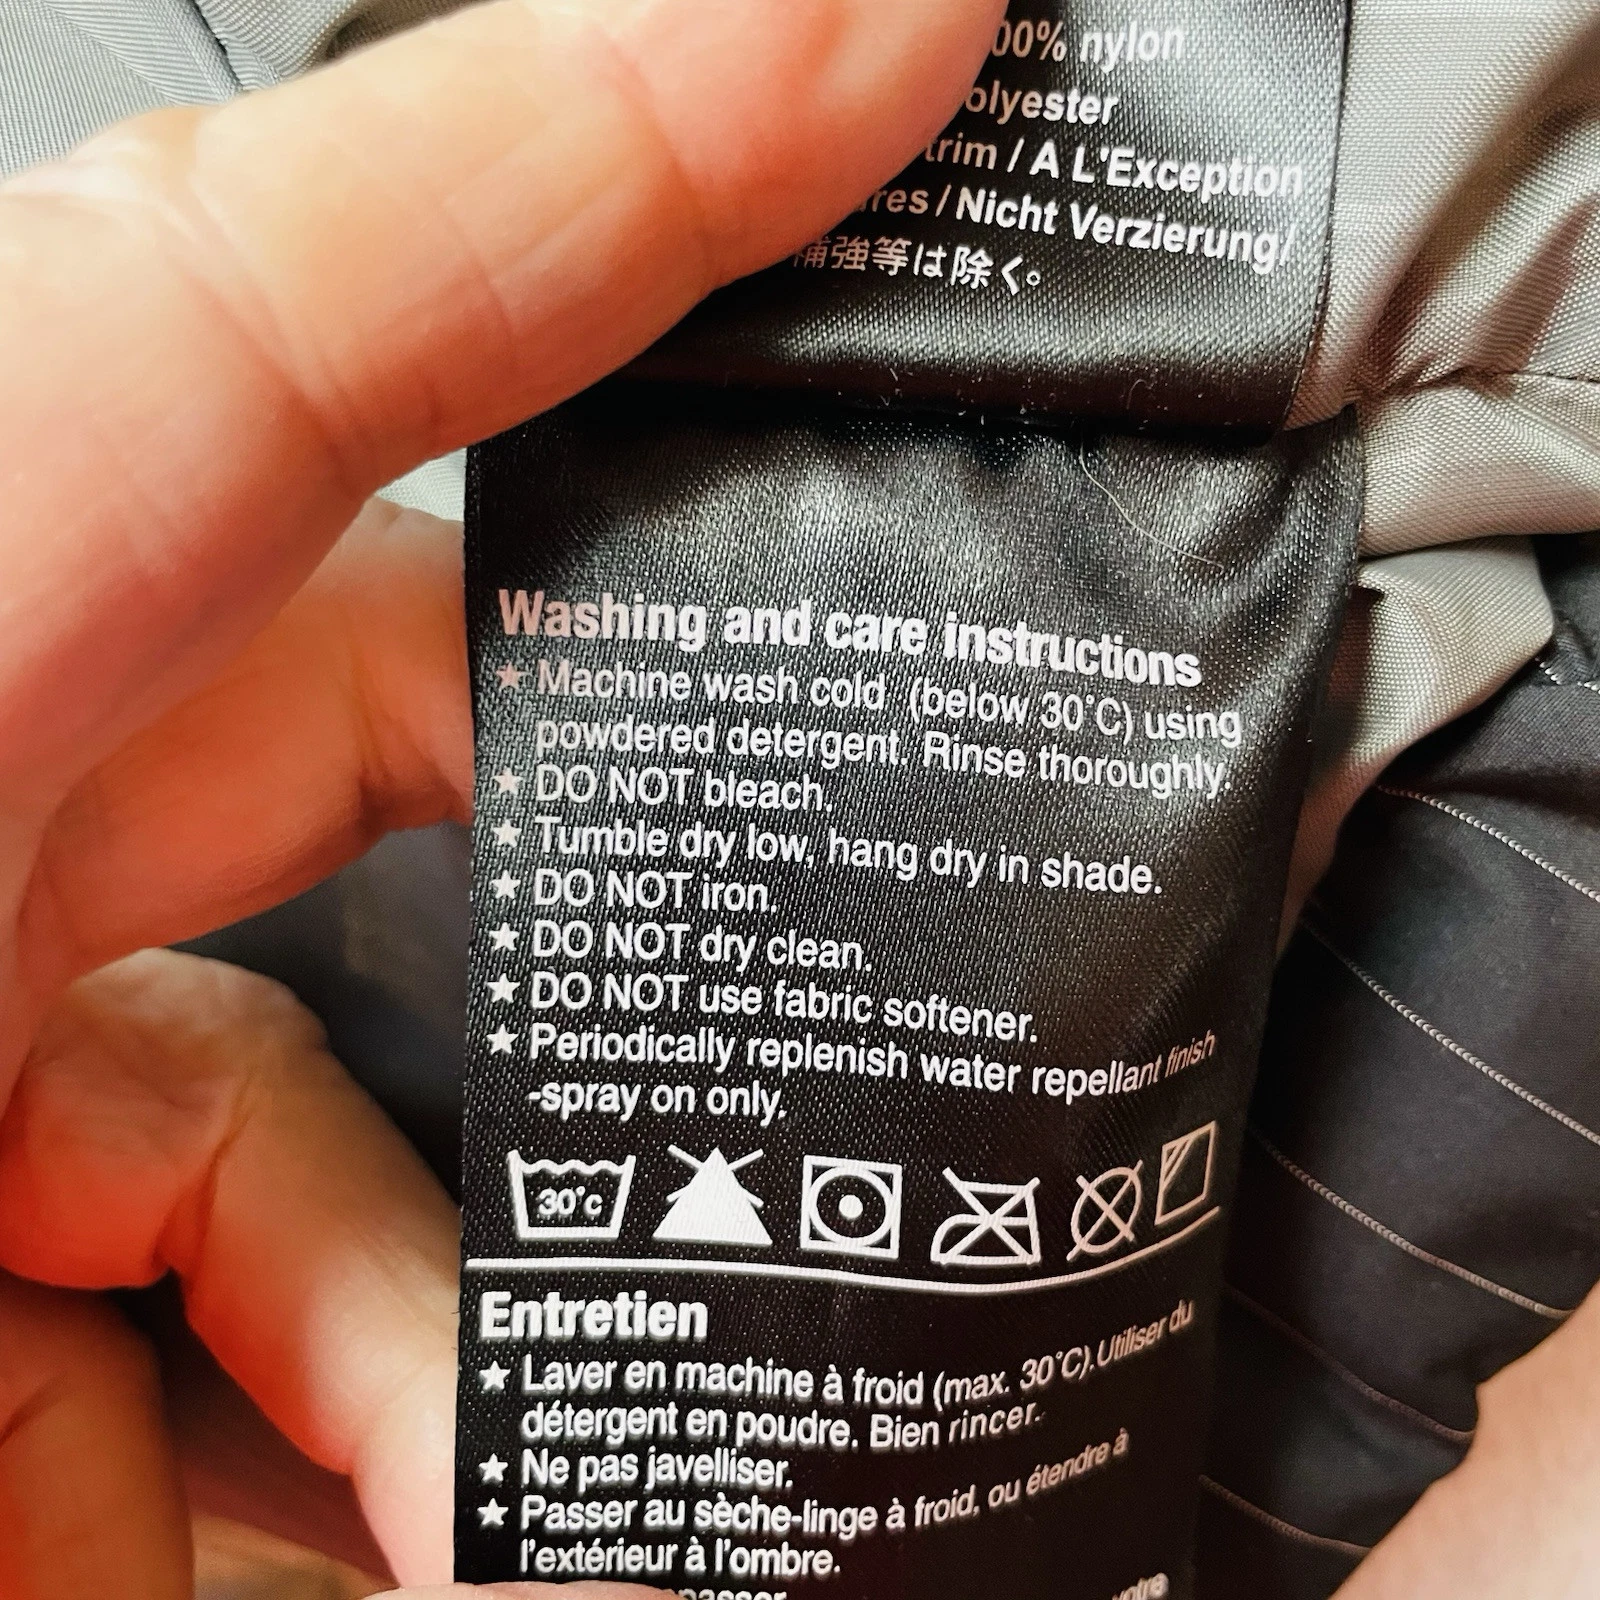 00% nylon
olyester
trim / A L'Exception
res / Nicht Verzierung/
補強等は除く。
Washing and care instructions
★ Machine wash cold (below 30°C) using
powdered detergent. Rinse thoroughly.
★ DO NOT bleach.
★ Tumble dry low, hang dry in shade.
★ DO NOT iron.
★ DO NOT dry clean.
★ DO NOT use fabric softener.
★ Periodically replenish water repellant finish
-spray on only.
30°c
Entretien
★ Laver en machine à froid (max. 30°C). Utiliser du
détergent en poudre. Bien rincer.
★ Ne pas javelliser.
★ Passer au sèche-linge à froid, ou étendre à
l'extérieur à l'ombre.